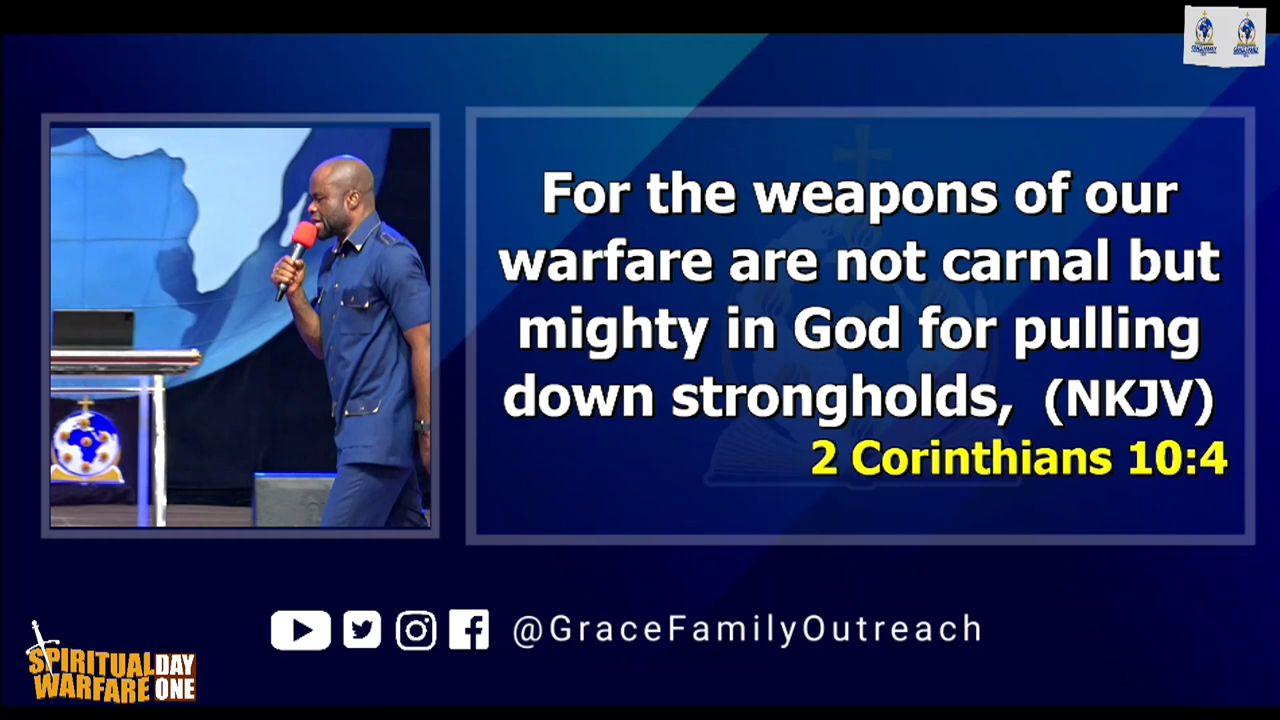 For the weapons of our
warfare are not carnal but
mighty in God for pulling
down strongholds, (NKJV)
2 Corinthians 10:4
@GraceFamilyOutreach
SPIRITUAL DAY
WARFARE ONE